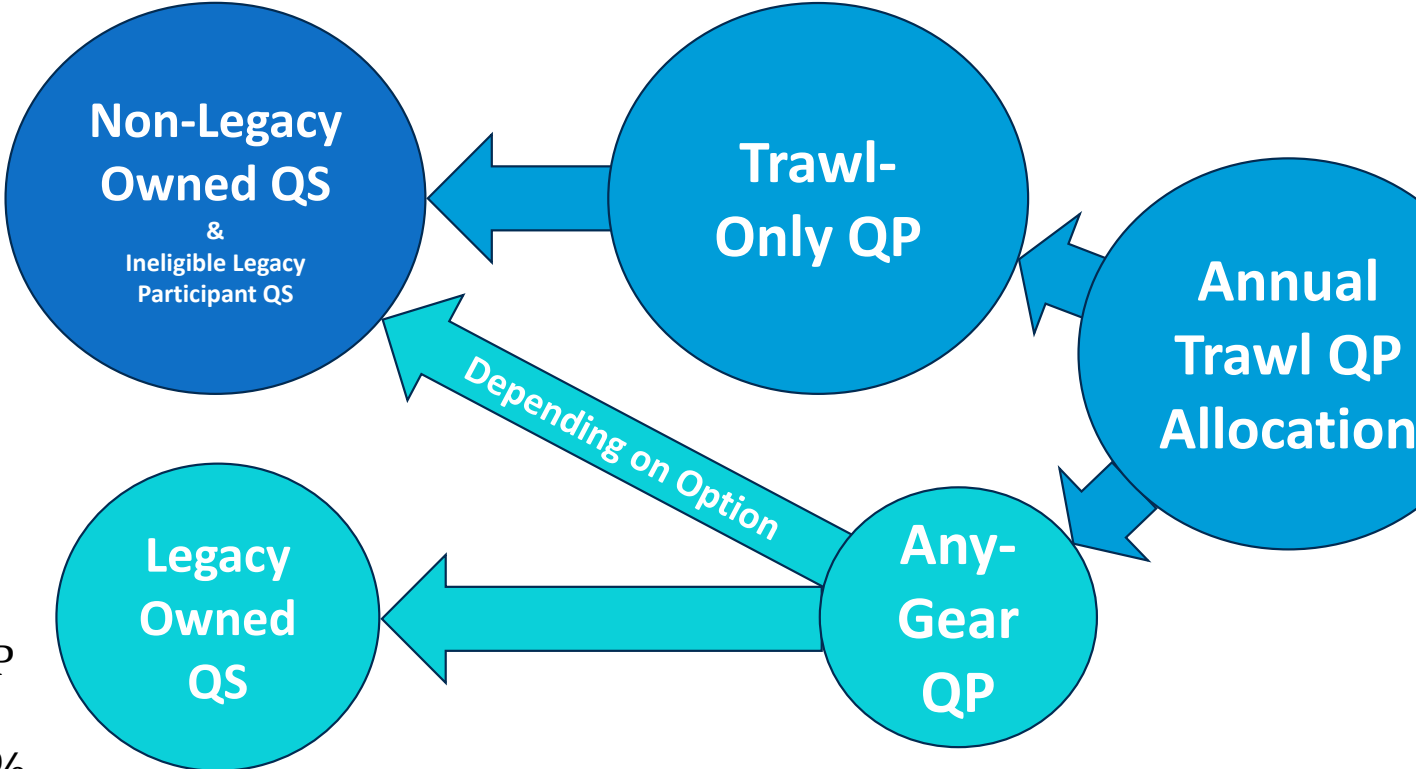 Non-Legacy
Owned QS
&
Ineligible Legacy
Participant QS
Trawl-
Only QP
Annual
Trawl QP
Allocation
Depending on Option
Legacy
Owned
QS
Any-
Gear
QP
P
%